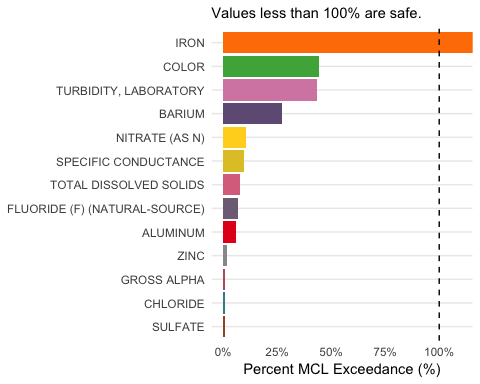 Values less than 100% are safe.
IRON
COLOR
TURBIDITY, LABORATORY
BARIUM
NITRATE (AS N)
SPECIFIC CONDUCTANCE
TOTAL DISSOLVED SOLIDS
FLUORIDE (F) (NATURAL-SOURCE)
ALUMINUM
ZINC
GROSS ALPHA
CHLORIDE
SULFATE
0% 25% 50% 75% 100%
Percent MCL Exceedance (%)